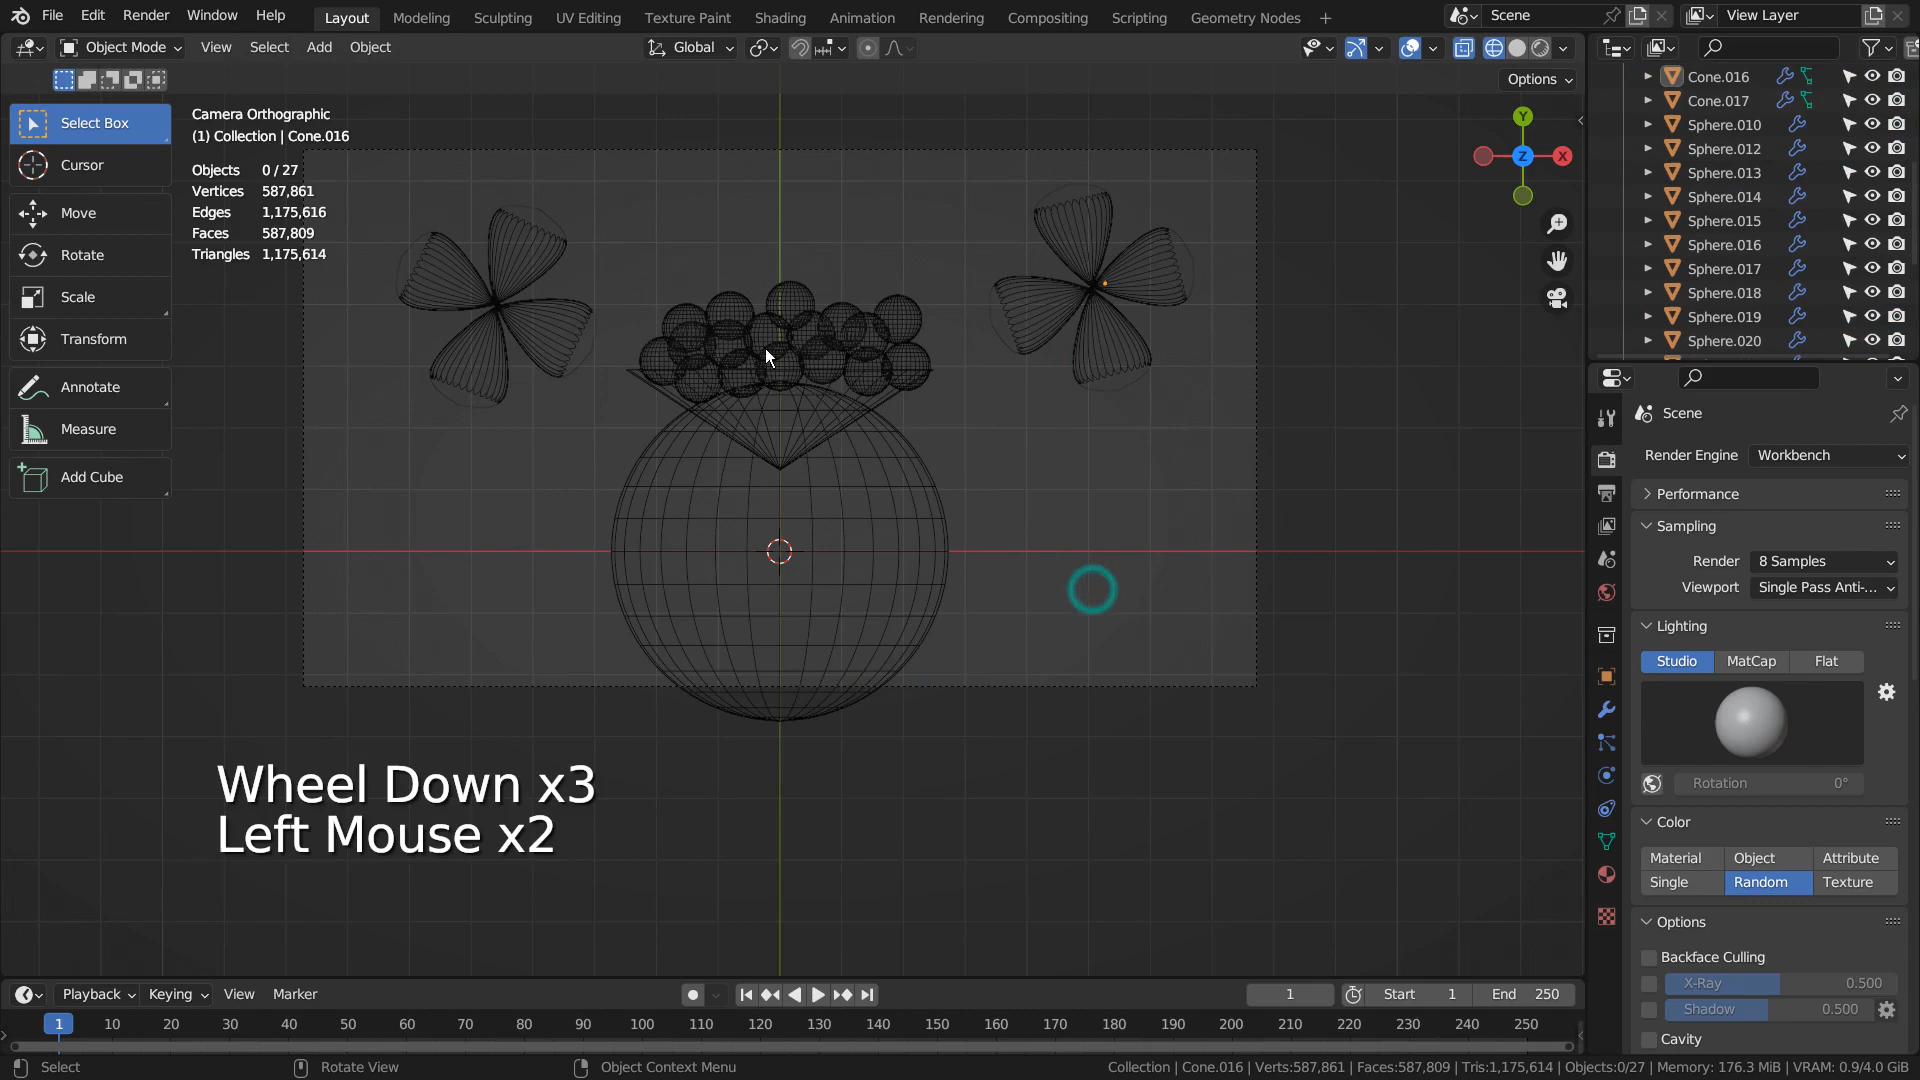 File Edit Render Window Help Layout Modeling Sculpting UV Editing Texture Paint Shading Animation Rendering Compositing Scripting Geometry Nodes + Scene View Layer
Object Mode View Select Add Object Global
Options
Select Box
Cursor
Move
Rotate
Scale
Transform
Annotate
Measure
Add Cube
Camera Orthographic
(1) Collection | Cone.016
Objects 0 / 27
Vertices 587,861
Edges 1,175,616
Faces 587,809
Triangles 1,175,614
Y
Z
X
Wheel Down x3
Left Mouse x2
Cone.016
Cone.017
Sphere.010
Sphere.012
Sphere.013
Sphere.014
Sphere.015
Sphere.016
Sphere.017
Sphere.018
Sphere.019
Sphere.020
Scene
Render Engine Workbench
Performance
Sampling
Render 8 Samples
Viewport Single Pass Anti-...
Lighting
Studio MatCap Flat
Rotation 0°
Color
Material Object Attribute
Single Random Texture
Options
Backface Culling
X-Ray 0.500
Shadow 0.500
Cavity
Playback Keying View Marker 1 Start 1 End 250
1 10 20 30 40 50 60 70 80 90 100 110 120 130 140 150 160 170 180 190 200 210 220 230 240 250
Select Rotate View Object Context Menu Collection | Cone.016 | Verts:587,861 | Faces:587,809 | Tris:1,175,614 | Objects:0/27 | Memory: 176.3 MiB | VRAM: 0.9/4.0 GiB